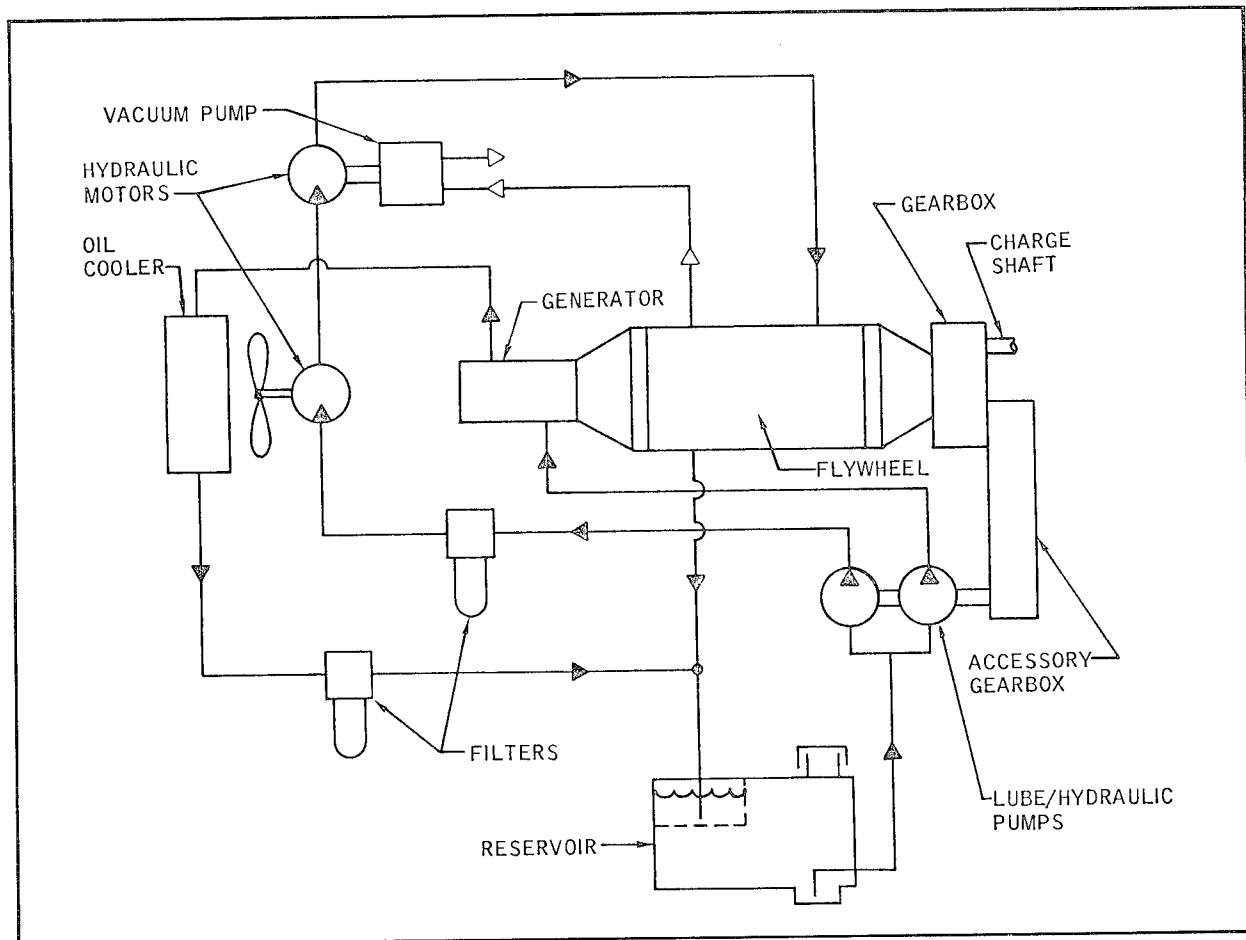 VACUUM PUMP
HYDRAULIC
MOTORS
OIL
COOLER
GENERATOR
GEARBOX
CHARGE
SHAFT
FLYWHEEL
ACCESSORY
GEARBOX
FILTERS
LUBE/HYDRAULIC
PUMPS
RESERVOIR